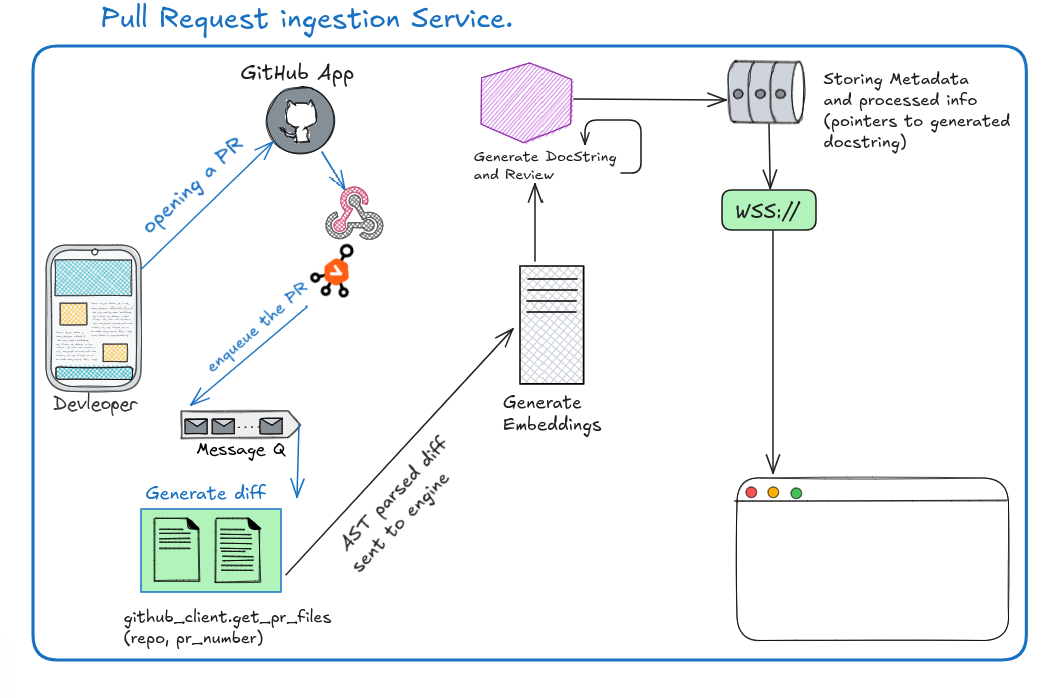 Pull Request ingestion Service.
GitHub App
opening a PR
Devleoper
enqueue the PR
Message Q
Generate diff
github_client.get_pr_files
(repo, pr_number)
AST parsed diff
sent to engine
Generate
Embeddings
Generate DocString
and Review
Storing Metadata
and processed info
(pointers to generated
docstring)
WSS://